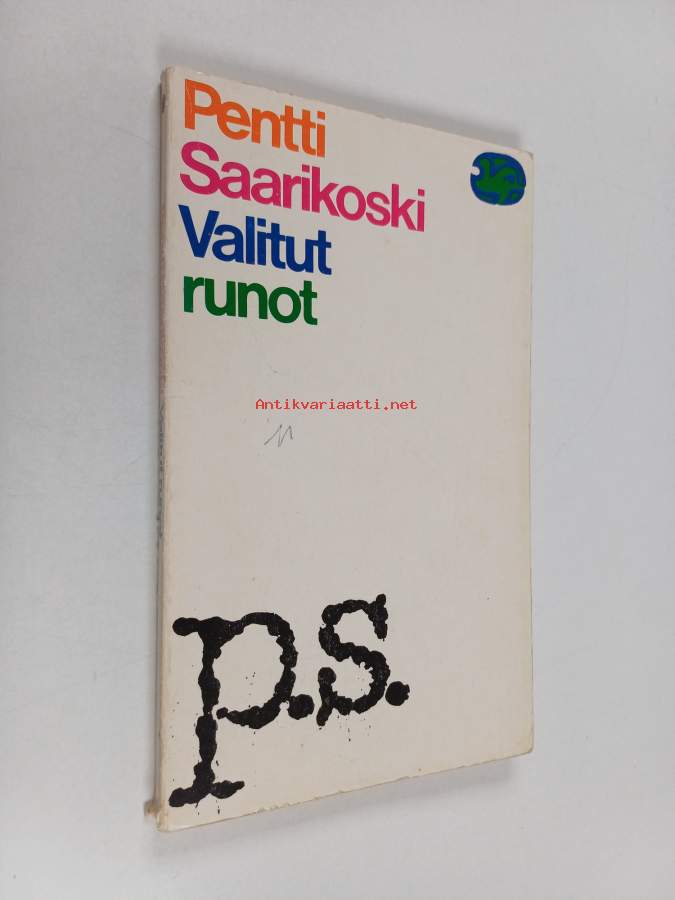 Pentti
Saarikoski
Valitut
runot
Antikvariaatti.net
p.s.